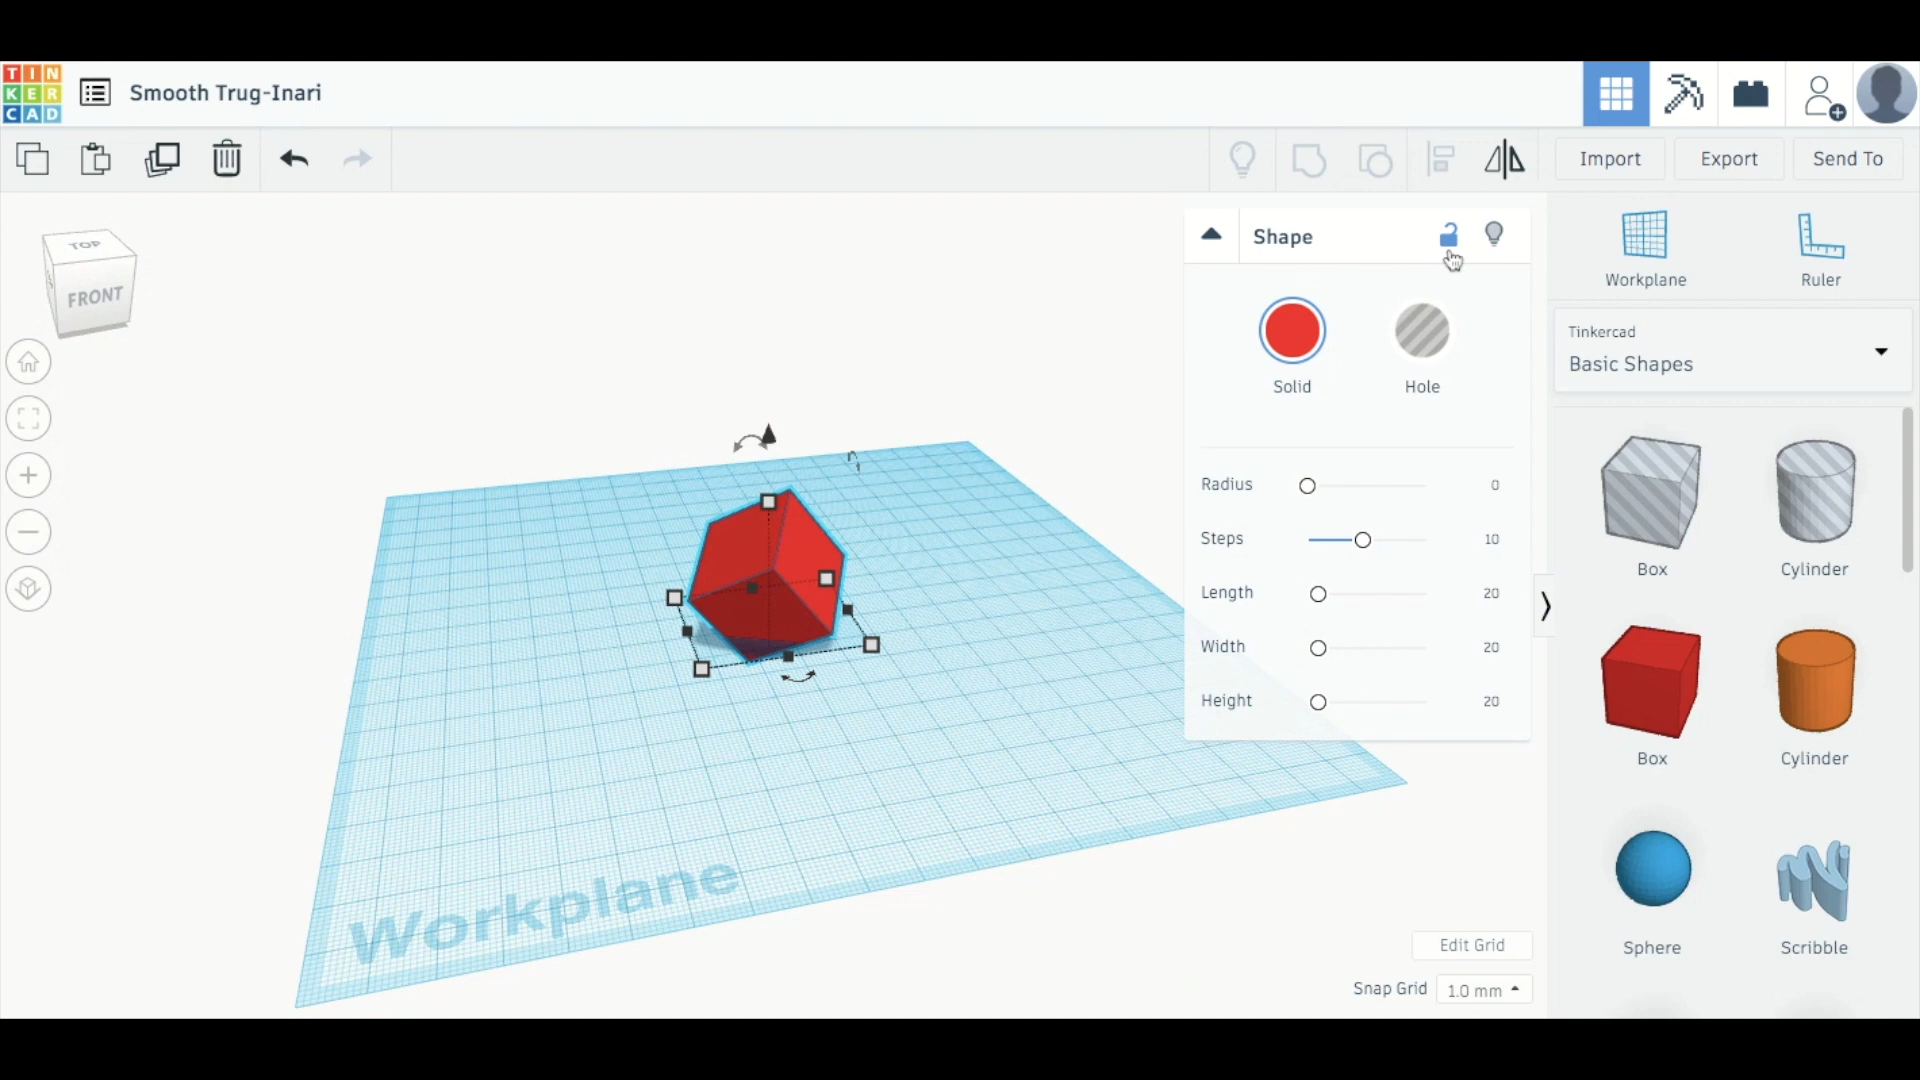 TIN
KER
CAD
Smooth Trug-Inari
Import
Export
Send To
TOP
FRONT
Shape
Solid
Hole
Radius 0
Steps 10
Length 20
Width 20
Height 20
Workplane
Ruler
Tinkercad
Basic Shapes
Box
Cylinder
Box
Cylinder
Sphere
Scribble
Workplane
Edit Grid
Snap Grid 1.0 mm